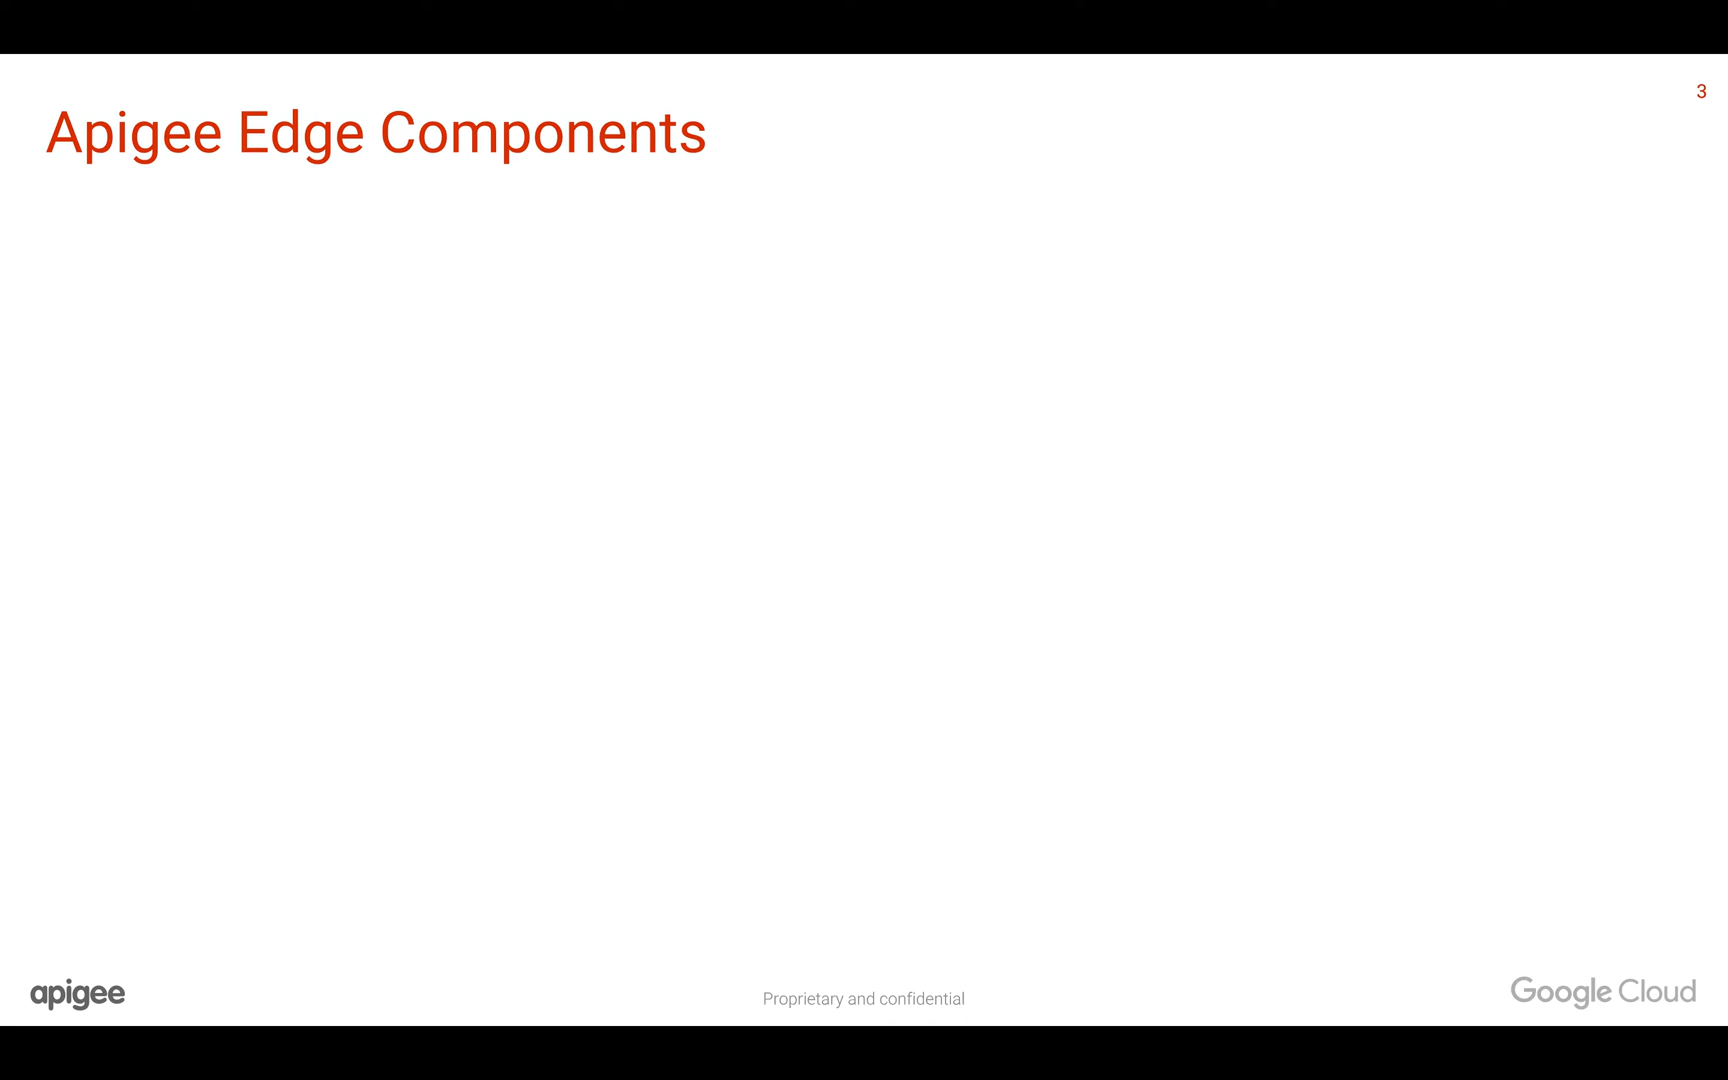 3
Apigee Edge Components
apigee
Proprietary and confidential
Google Cloud